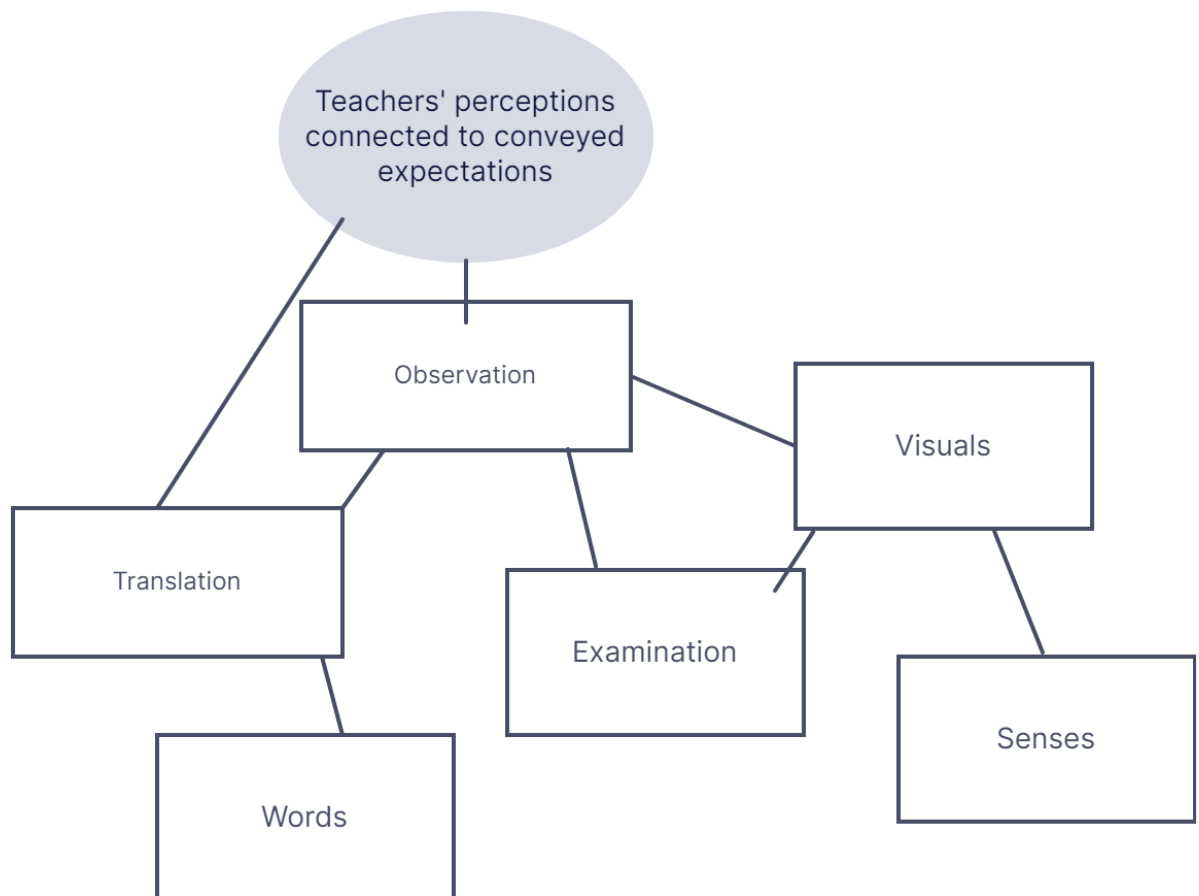 Teachers' perceptions
connected to conveyed
expectations
Observation
Visuals
Translation
Examination
Senses
Words